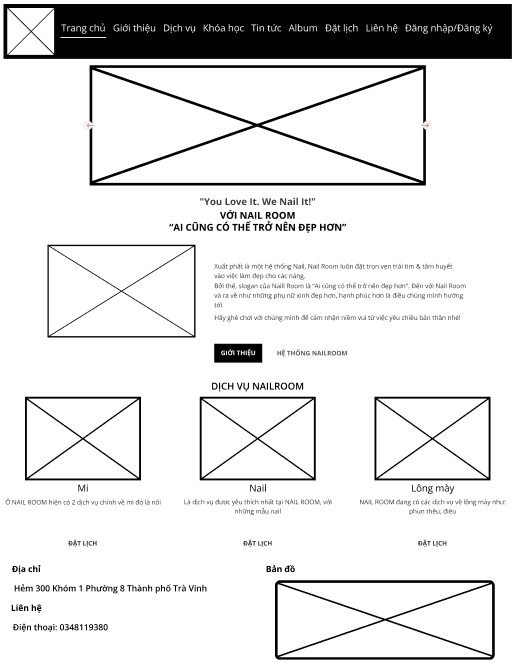 Trang chủ Giới thiệu Dịch vụ Khóa học Tin tức Album Đặt lịch Liên hệ Đăng nhập/Đăng ký
"You Love It. We Nail It!"
VỚI NAIL ROOM
“AI CŨNG CÓ THỂ TRỞ NÊN ĐẸP HƠN”
Xuất phát là một hệ thống Nail, Nail Room luôn đặt trọn vẹn trái tim & tâm huyết
vào việc làm đẹp cho các nàng.
Bởi thế, slogan của Naill Room là “Ai cũng có thể trở nên đẹp hơn”. Đến với Nail Room
và ra về như những phụ nữ xinh đẹp hơn, hạnh phúc hơn là điều chúng mình hướng
tới.
Hãy ghé chơi với chúng mình để cảm nhận niềm vui từ việc yêu chiều bản thân nhé!
GIỚI THIỆU HỆ THỐNG NAILROOM
DỊCH VỤ NAILROOM
Mi
Ở NAIL ROOM hiện có 2 dịch vụ chính về mi đó là nối
ĐẶT LỊCH
Nail
Là dịch vụ được yêu thích nhất tại NAIL ROOM, với
những mẫu nail
ĐẶT LỊCH
Lông mày
NAIL ROOM đang có các dịch vụ về lông mày như:
phun thêu, điêu
ĐẶT LỊCH
Địa chỉ
Hẻm 300 Khóm 1 Phường 8 Thành phố Trà Vinh
Liên hệ
Điện thoại: 0348119380
Bản đồ